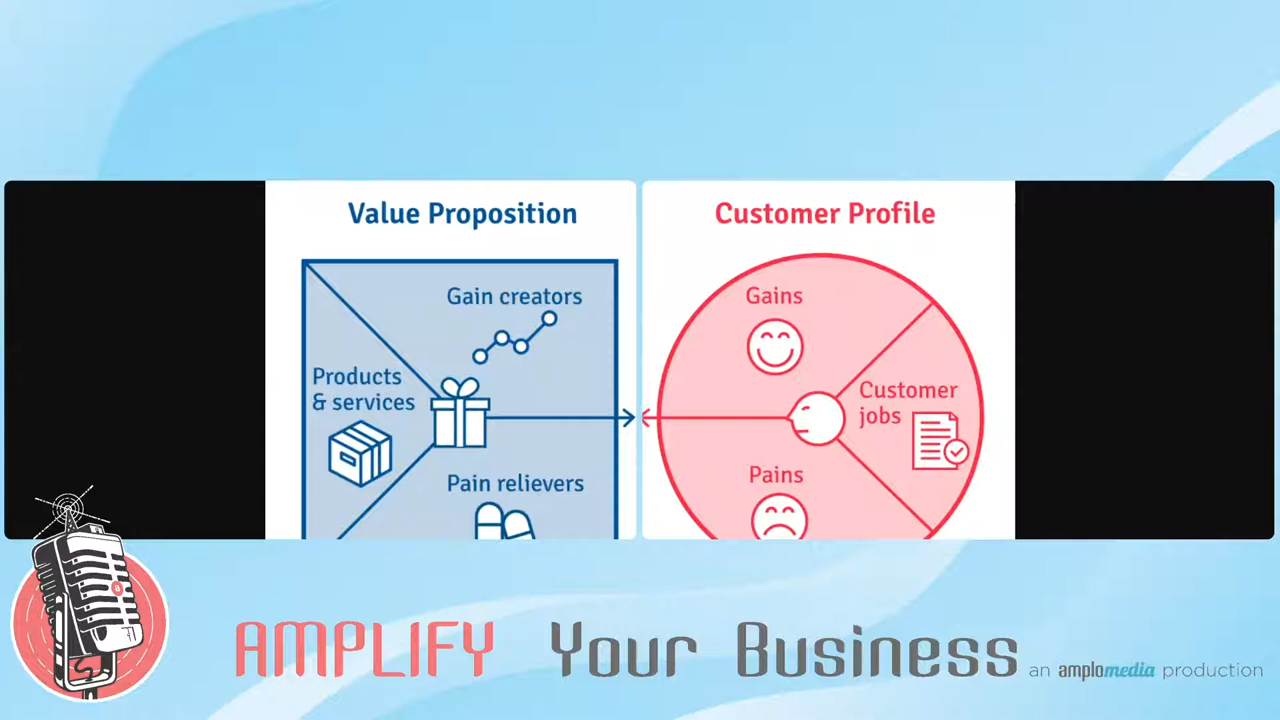 Value Proposition
Gain creators
Products
& services
Pain relievers
Customer Profile
Gains
Customer
jobs
Pains
AMPLIFY Your Business
an amplomedia production